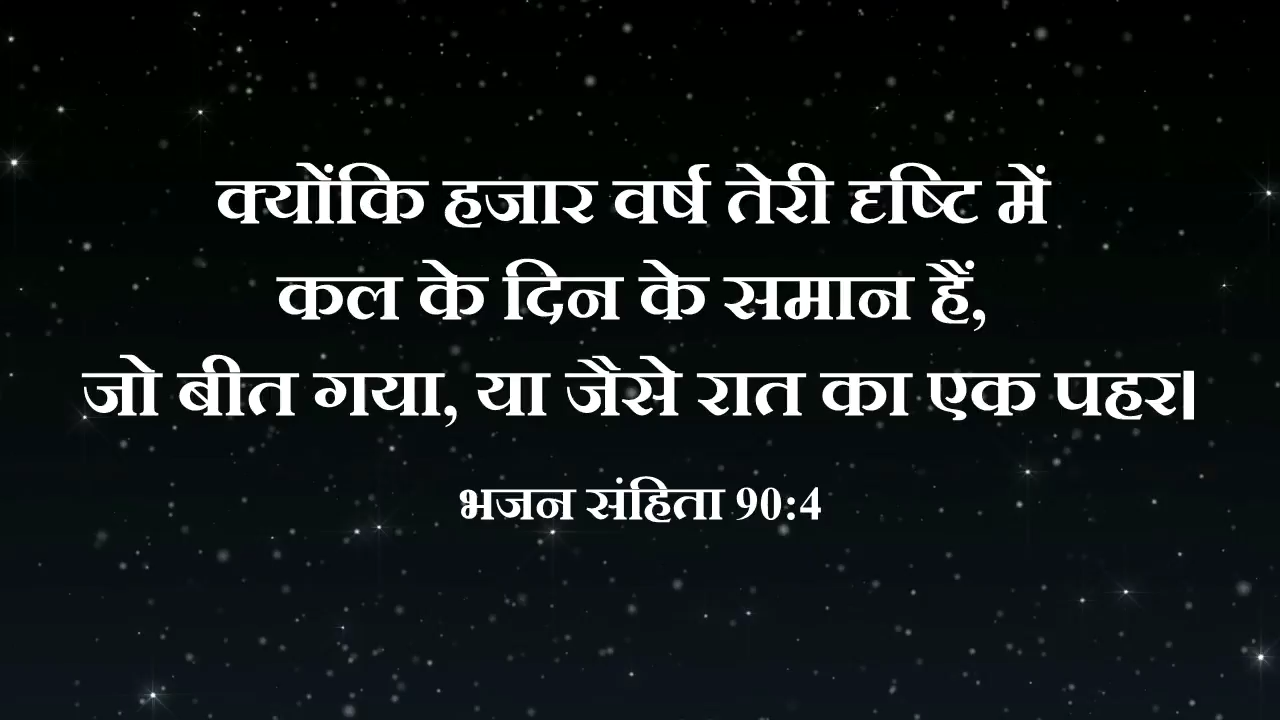 क्योंकि हजार वर्ष तेरी दृष्टि में
कल के दिन के समान हैं,
जो बीत गया, या जैसे रात का एक पहर।
भजन संहिता 90:4